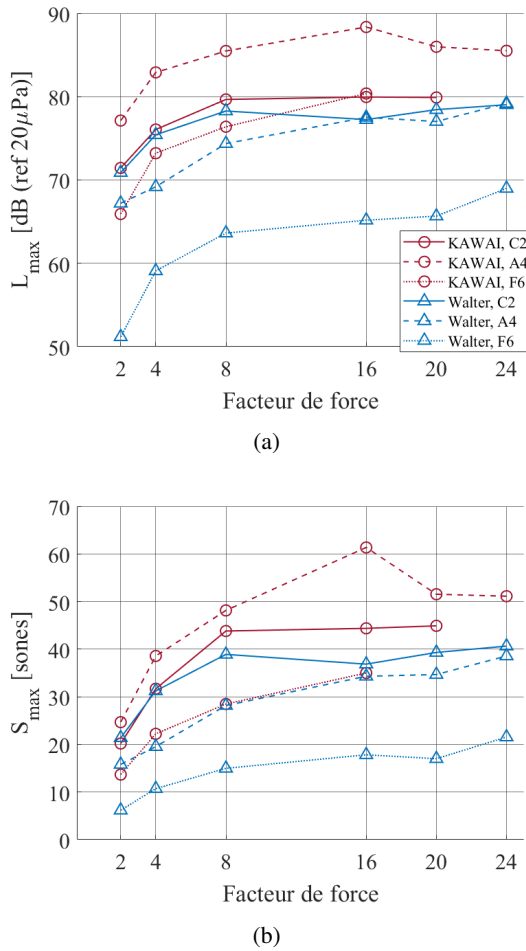 90
80
70
60
50
L_max [dB (ref 20μPa)]
KAWAI, C2
KAWAI, A4
KAWAI, F6
Walter, C2
Walter, A4
Walter, F6
2 4 8 16 20 24
Facteur de force
(a)
70
60
50
40
30
20
10
0
S_max [sones]
2 4 8 16 20 24
Facteur de force
(b)